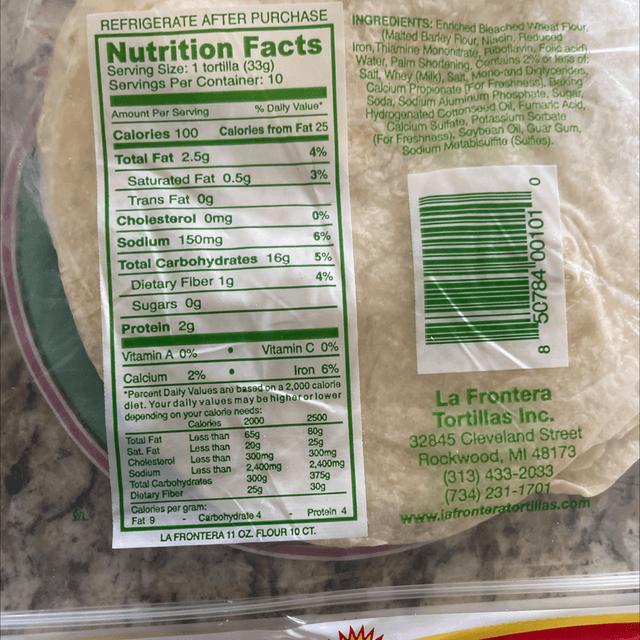 REFRIGERATE AFTER PURCHASE
Nutrition Facts
Serving Size: 1 tortilla (33g)
Servings Per Container: 10
Amount Per Serving % Daily Value*
Calories 100 Calories from Fat 25
Total Fat 2.5g 4%
Saturated Fat 0.5g 3%
Trans Fat 0g
Cholesterol 0mg 0%
Sodium 150mg 6%
Total Carbohydrates 16g 5%
Dietary Fiber 1g 4%
Sugars 0g
Protein 2g
Vitamin A 0% • Vitamin C 0%
Calcium 2% • Iron 6%
*Percent Daily Values are based on a 2,000 calorie
diet. Your daily values may be higher or lower
depending on your calorie needs:
Calories 2000 2500
Total Fat Less than 65g 80g
Sat. Fat Less than 20g 25g
Cholesterol Less than 300mg 300mg
Sodium Less than 2,400mg 2,400mg
Total Carbohydrates 300g 375g
Dietary Fiber 25g 30g
Calories per gram:
Fat 9 - Carbohydrate 4 - Protein 4
LA FRONTERA 11 OZ. FLOUR 10 CT.
INGREDIENTS: Enriched Bleached Wheat Flour,
(Malted Barley Flour, Niacin, Reduced
Iron, Thiamine Mononitrate, Riboflavin, Folic acid)
Water, Palm Shortening, Contains 2% or less of:
Salt, Whey (Milk), Salt, Mono-and Diglycerides,
Calcium Propionate [For Freshness], Baking
Soda, Sodium Aluminum Phosphate, Sugar,
Hydrogenated Cottonseed Oil, Fumaric Acid,
Calcium Sulfate, Potassium Sorbate
(For Freshness), Soybean Oil, Guar Gum,
Sodium Metabisulfite (Sulfies).
8 50784 00101 0
La Frontera
Tortillas Inc.
32845 Cleveland Street
Rockwood, MI 48173
(313) 433-2033
(734) 231-1701
www.lafronteratortillas.com